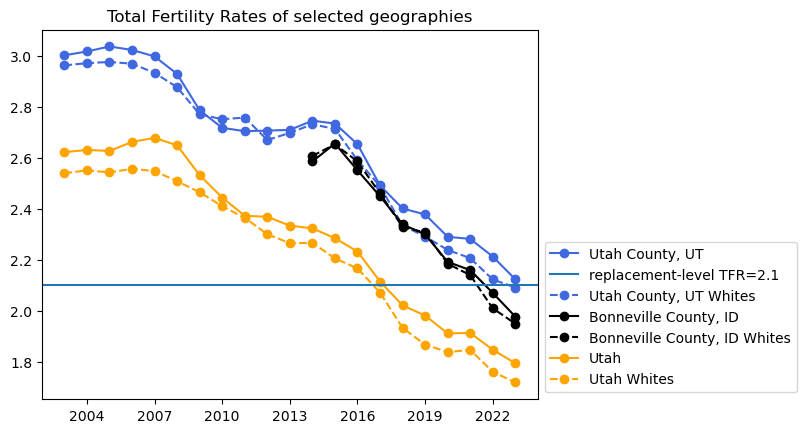 Total Fertility Rates of selected geographies
3.0
2.8
2.6
2.4
2.2
2.0
1.8
2004 2007 2010 2013 2016 2019 2022
Utah County, UT
replacement-level TFR=2.1
Utah County, UT Whites
Bonneville County, ID
Bonneville County, ID Whites
Utah
Utah Whites